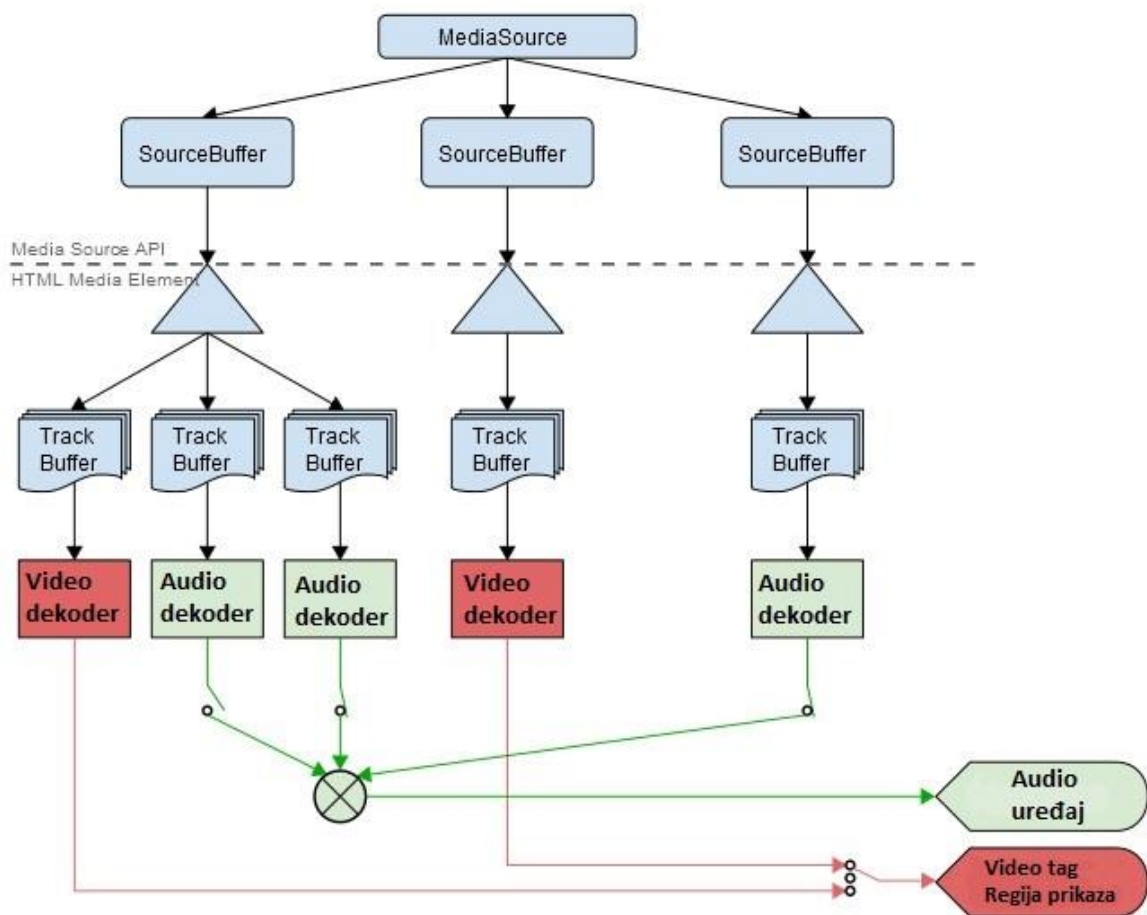 MediaSource
SourceBuffer
SourceBuffer
SourceBuffer
Media Source API
HTML Media Element
Track
Buffer
Track
Buffer
Track
Buffer
Track
Buffer
Track
Buffer
Video
dekoder
Audio
dekoder
Audio
dekoder
Video
dekoder
Audio
dekoder
Audio
uređaj
Video tag
Regija prikaza